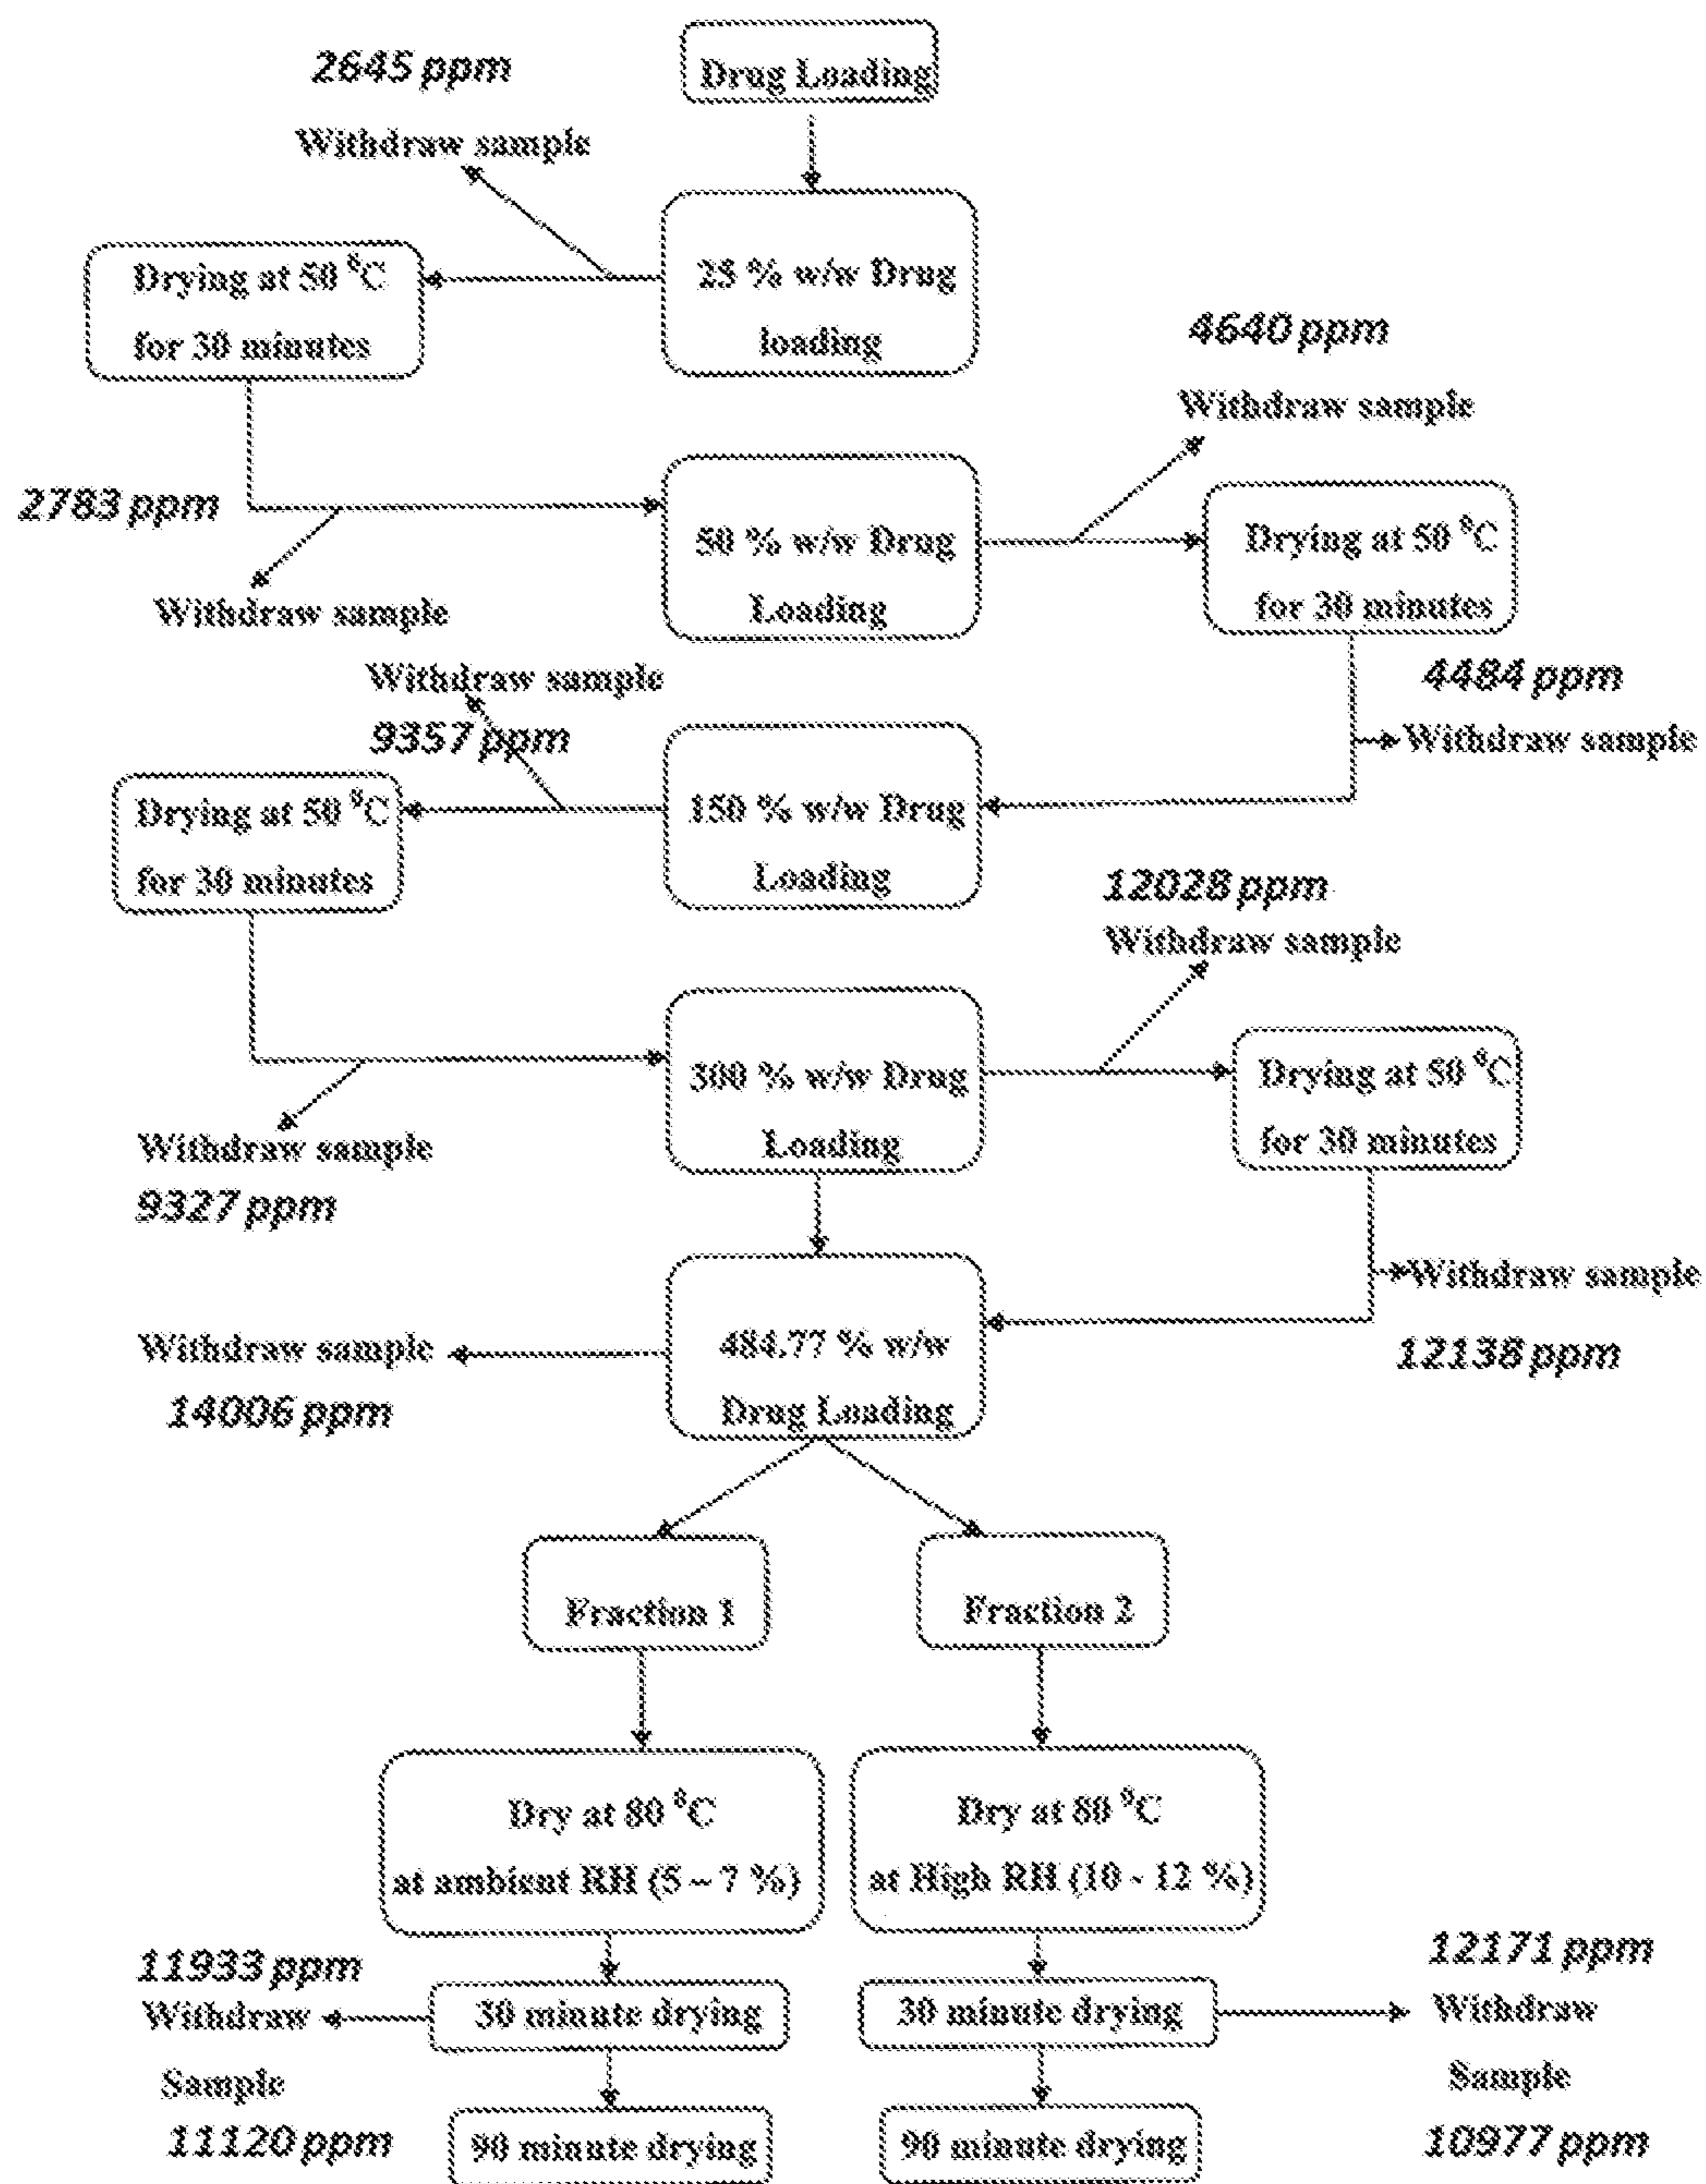 2645 ppm
Drug Loading
Withdraw sample
25 % w/w Drug
loading
Drying at 50 ⁰C
for 30 minutes
4640 ppm
Withdraw sample
2783 ppm
Withdraw sample
50 % w/w Drug
Loading
Drying at 50 ⁰C
for 30 minutes
4484 ppm
Withdraw sample
Withdraw sample
9357 ppm
150 % w/w Drug
Loading
Drying at 50 ⁰C
for 30 minutes
12028 ppm
Withdraw sample
300 % w/w Drug
Loading
Drying at 50 ⁰C
for 30 minutes
Withdraw sample
9327 ppm
Withdraw sample
12138 ppm
484.77 % w/w
Drug Loading
Withdraw sample
14006 ppm
Fraction 1
Fraction 2
Dry at 80 ⁰C
at ambient RH (5 – 7 %)
Dry at 80 ⁰C
at High RH (10 - 12 %)
11933 ppm
Withdraw
Sample
11120 ppm
30 minute drying
90 minute drying
30 minute drying
90 minute drying
12171 ppm
Withdraw
Sample
10977 ppm